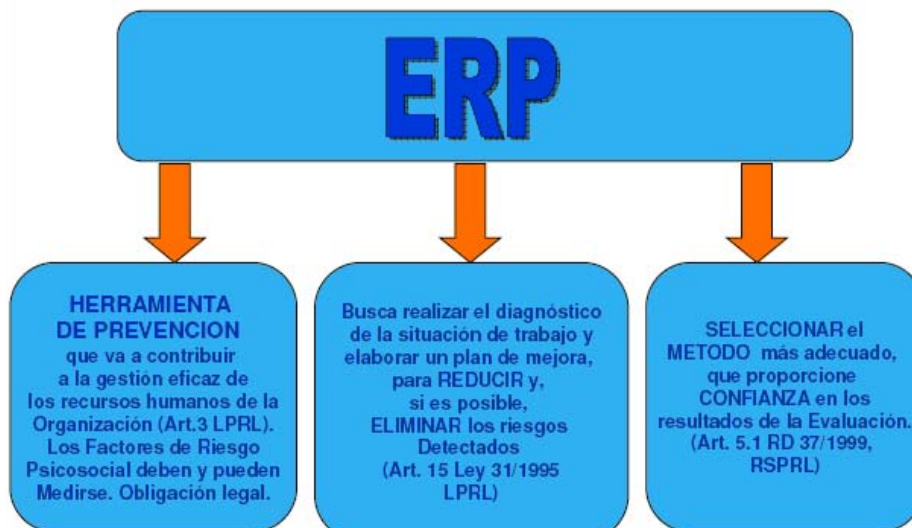 ERP
HERRAMIENTA
DE PREVENCION
que va a contribuir
a la gestión eficaz de
los recursos humanos de la
Organización (Art.3 LPRL).
Los Factores de Riesgo
Psicosocial deben y pueden
Medirse. Obligación legal.
Busca realizar el diagnóstico
de la situación de trabajo y
elaborar un plan de mejora,
para REDUCIR y,
si es posible,
ELIMINAR los riesgos
Detectados
(Art. 15 Ley 31/1995
LPRL)
SELECCIONAR el
METODO más adecuado,
que proporcione
CONFIANZA en los
resultados de la Evaluación.
(Art. 5.1 RD 37/1999,
RSPRL)